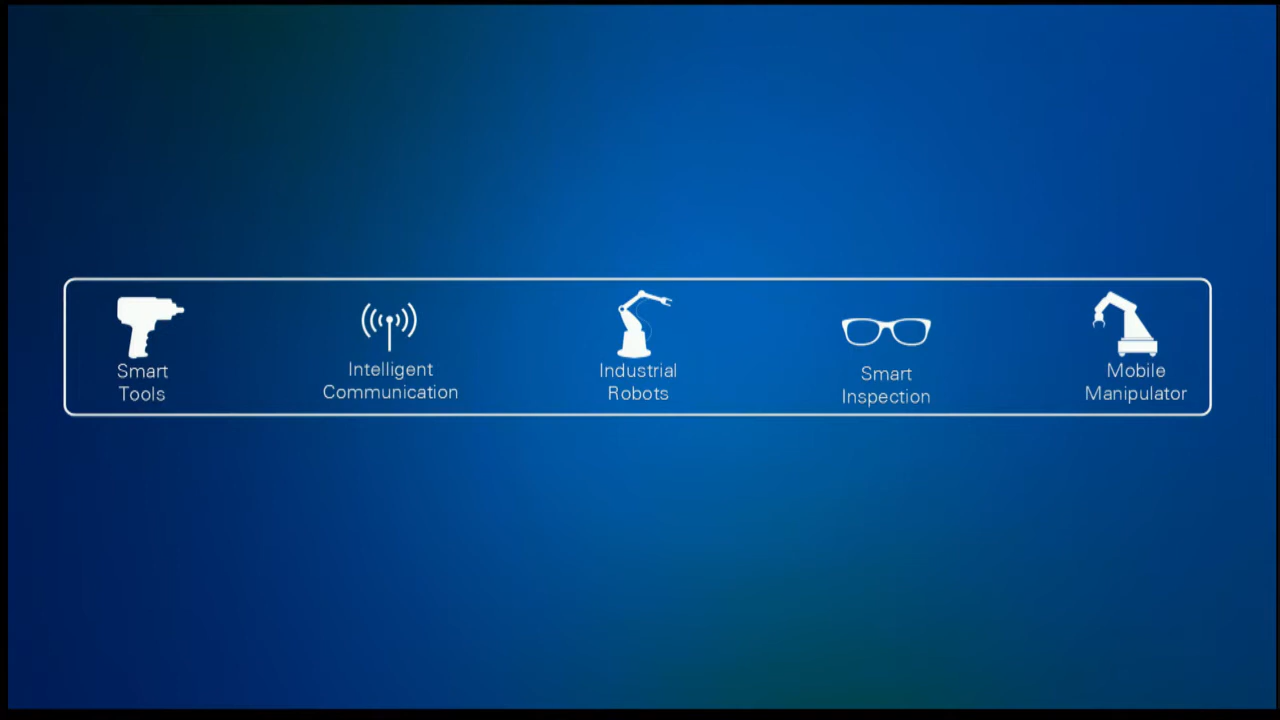 Smart
Tools
Intelligent
Communication
Industrial
Robots
Smart
Inspection
Mobile
Manipulator